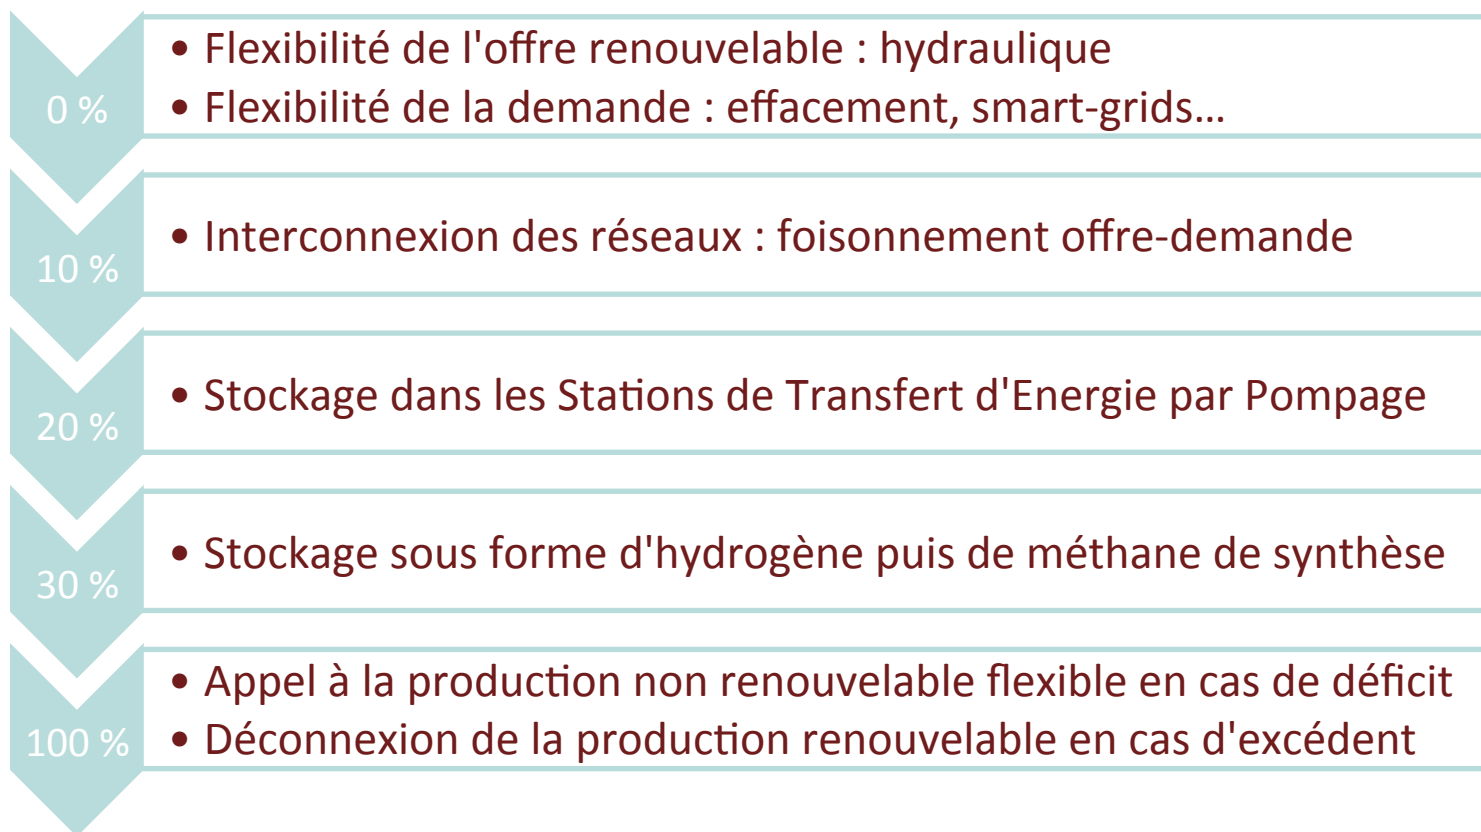 • Flexibilité de l'offre renouvelable : hydraulique
0 %
• Flexibilité de la demande : effacement, smart-grids…
• Interconnexion des réseaux : foisonnement offre-demande
10 %
• Stockage dans les Stations de Transfert d'Energie par Pompage
20 %
• Stockage sous forme d'hydrogène puis de méthane de synthèse
30 %
• Appel à la production non renouvelable flexible en cas de déficit
100 %
• Déconnexion de la production renouvelable en cas d'excédent